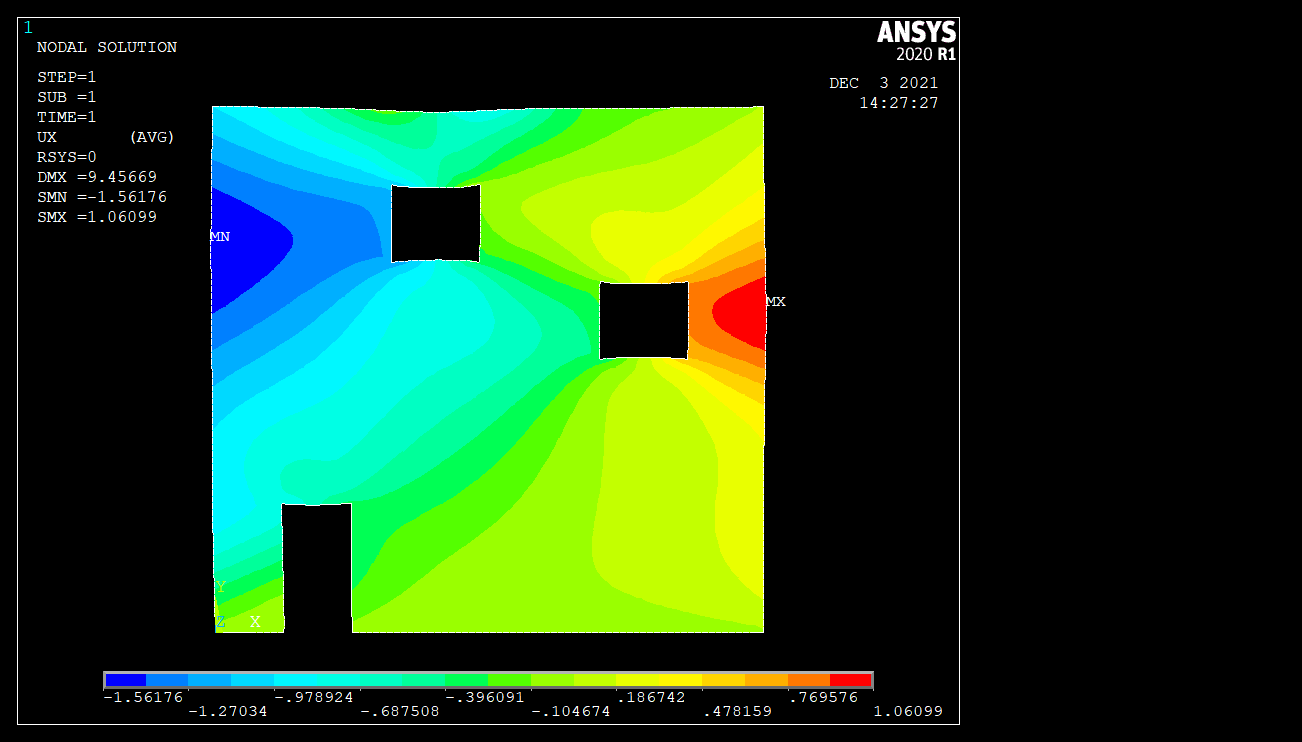 1
ANSYS
2020 R1
NODAL SOLUTION
DEC  3 2021
14:27:27
STEP=1
SUB =1
TIME=1
UX       (AVG)
RSYS=0
DMX =9.45669
SMN =-1.56176
SMX =1.06099
MN
MX
Y
Z X
-1.56176 -.978924 -.396091 .186742 .769576
-1.27034 -.687508 -.104674 .478159 1.06099